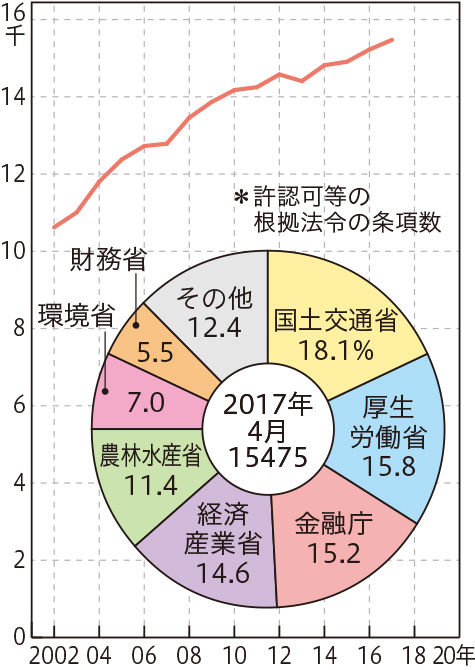 16
千
14
12
10
8
6
4
2
0
2002 04 06 08 10 12 14 16 18 20年
*許認可等の
根拠法令の条項数
財務省
環境省
その他
12.4
国土交通省
18.1%
5.5
厚生
労働省
15.8
7.0
2017年
4月
15475
農林水産省
11.4
経済
産業省
14.6
金融庁
15.2